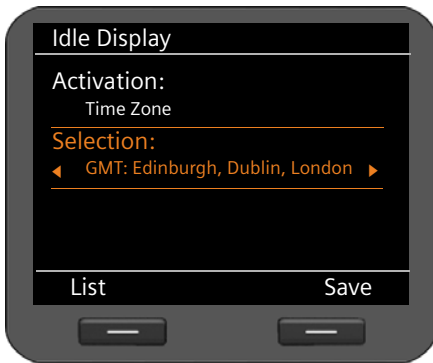 Idle Display
Activation:
Time Zone
Selection:
GMT: Edinburgh, Dublin, London
List Save